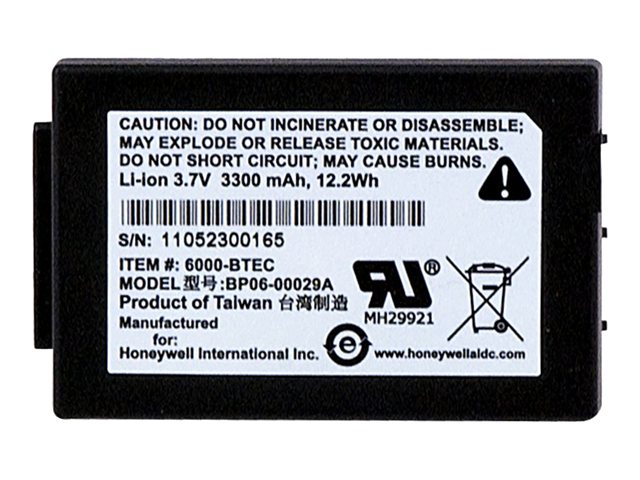 CAUTION: DO NOT INCINERATE OR DISASSEMBLE;
MAY EXPLODE OR RELEASE TOXIC MATERIALS.
DO NOT SHORT CIRCUIT; MAY CAUSE BURNS.
Li-ion 3.7V 3300 mAh, 12.2Wh
S/N: 11052300165
ITEM #: 6000-BTEC
MODEL型号:BP06-00029A
Product of Taiwan 台湾制造
Manufactured
for:
Honeywell International Inc.
RU®
MH29921
e
www.honeywellaidc.com